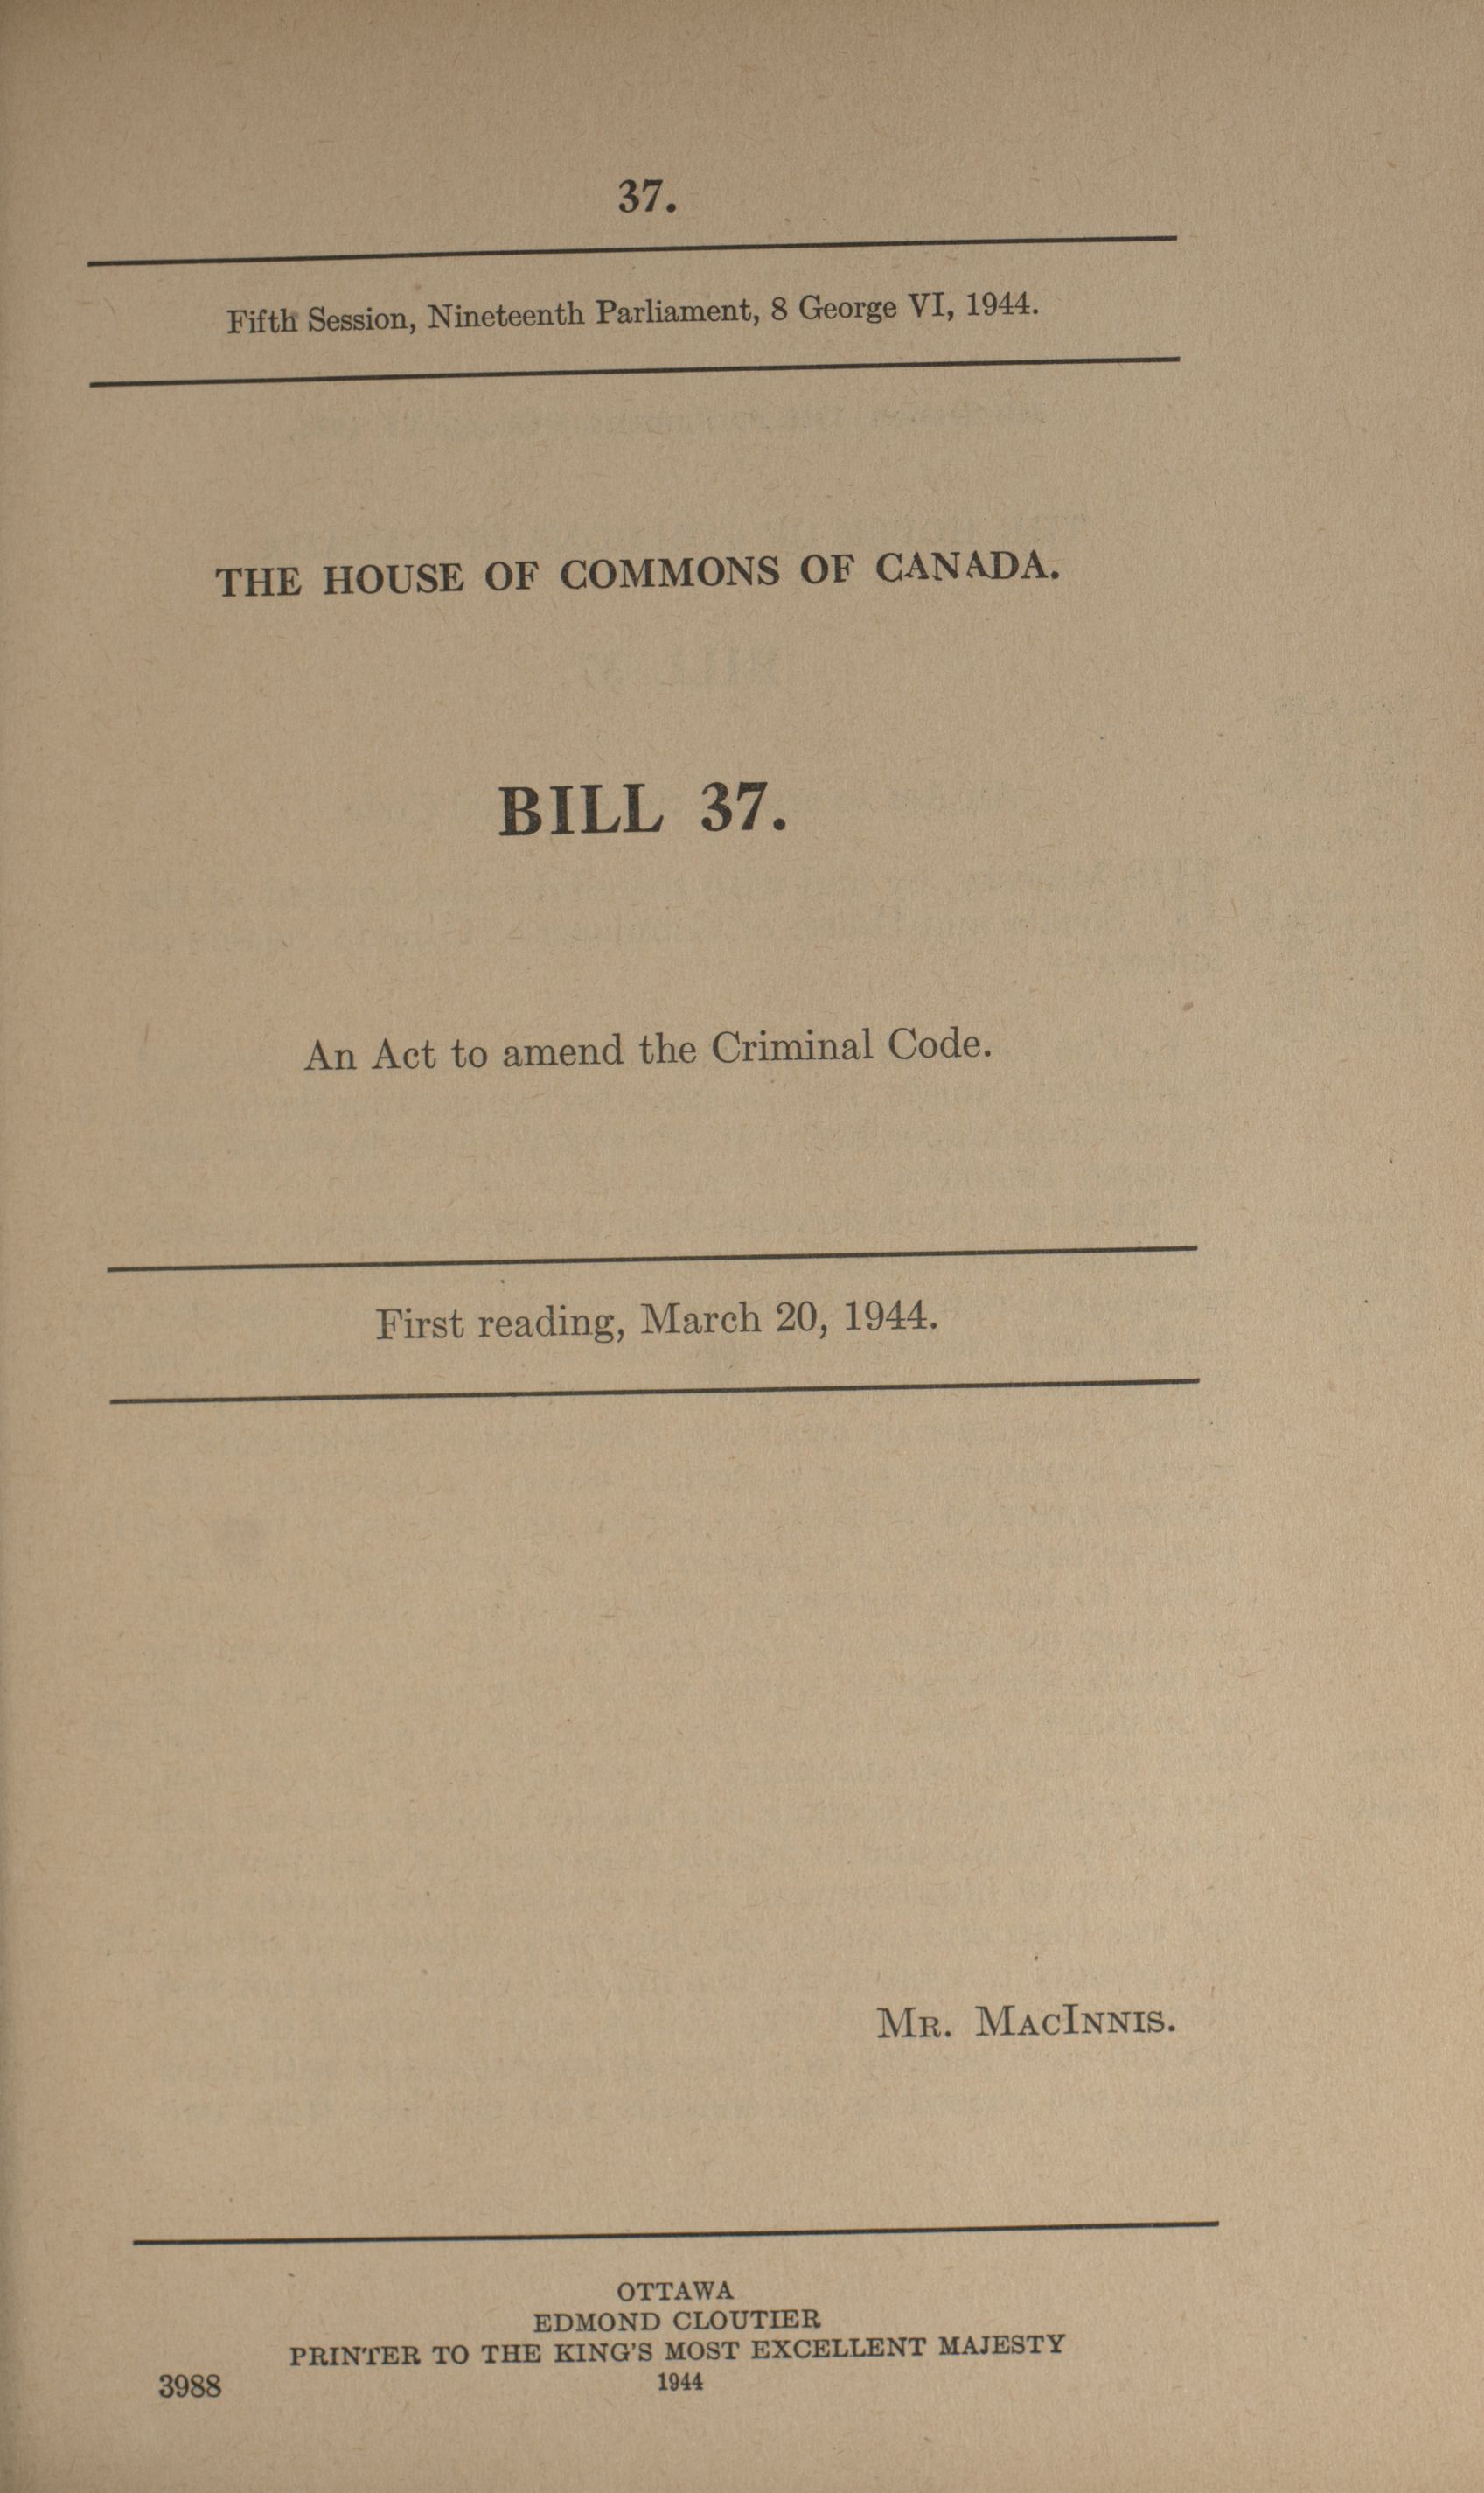 37.
Fifth Session, Nineteenth Parliament, 8 George VI, 1944.
THE HOUSE OF COMMONS OF CANADA.
BILL 37.
An Act to amend the Criminal Code.
First reading, March 20, 1944.
MR. MACINNIS.
OTTAWA
EDMOND CLOUTIER
PRINTER TO THE KING'S MOST EXCELLENT MAJESTY
3988 1944